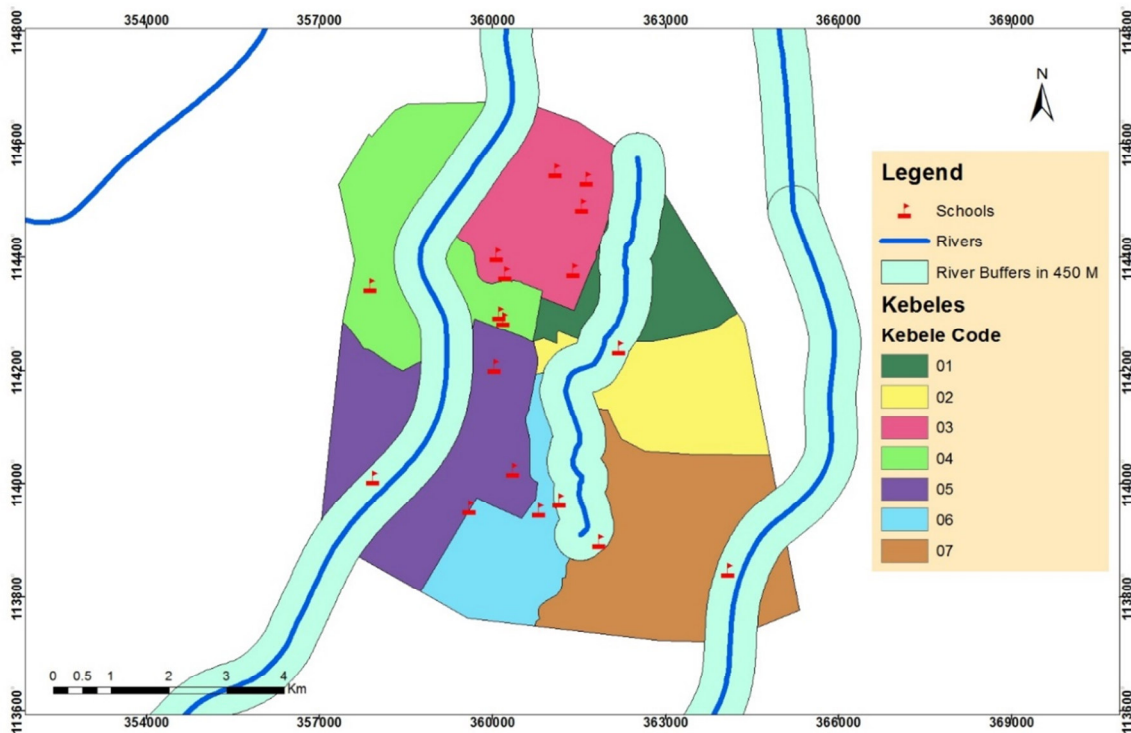 354000 357000 360000 363000 366000 369000
114800 114800
N
114600 114600
Legend
Schools
Rivers
River Buffers in 450 M
114400 114400
Kebeles
Kebele Code
01
02
03
04
05
06
07
114200 114200
114000 114000
113800 113800
0 0.5 1 2 3 4
Km
113600 113600
354000 357000 360000 363000 366000 369000